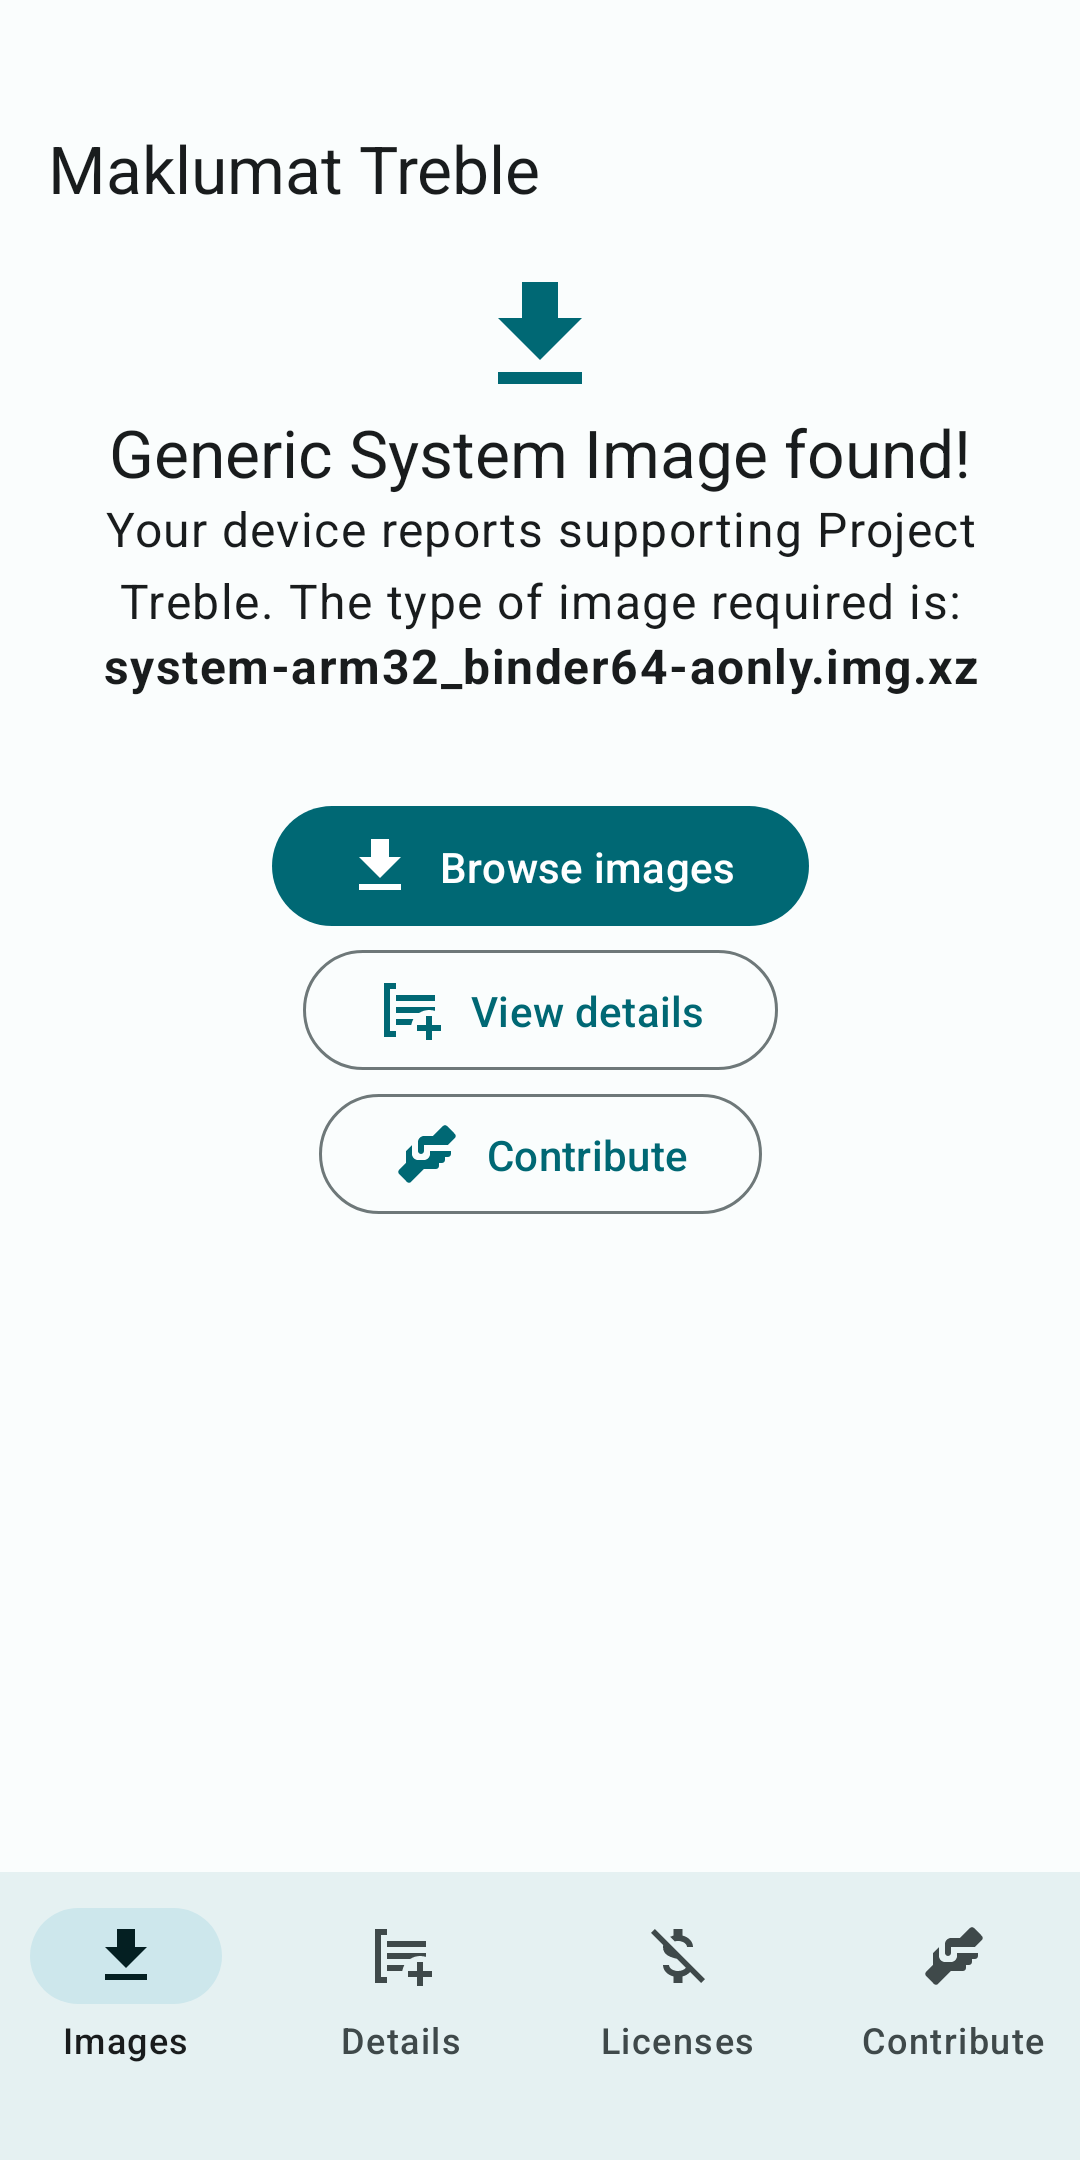 Maklumat Treble
Generic System Image found!
Your device reports supporting Project
Treble. The type of image required is:
system-arm32_binder64-aonly.img.xz
Browse images
View details
Contribute
Images
Details
Licenses
Contribute